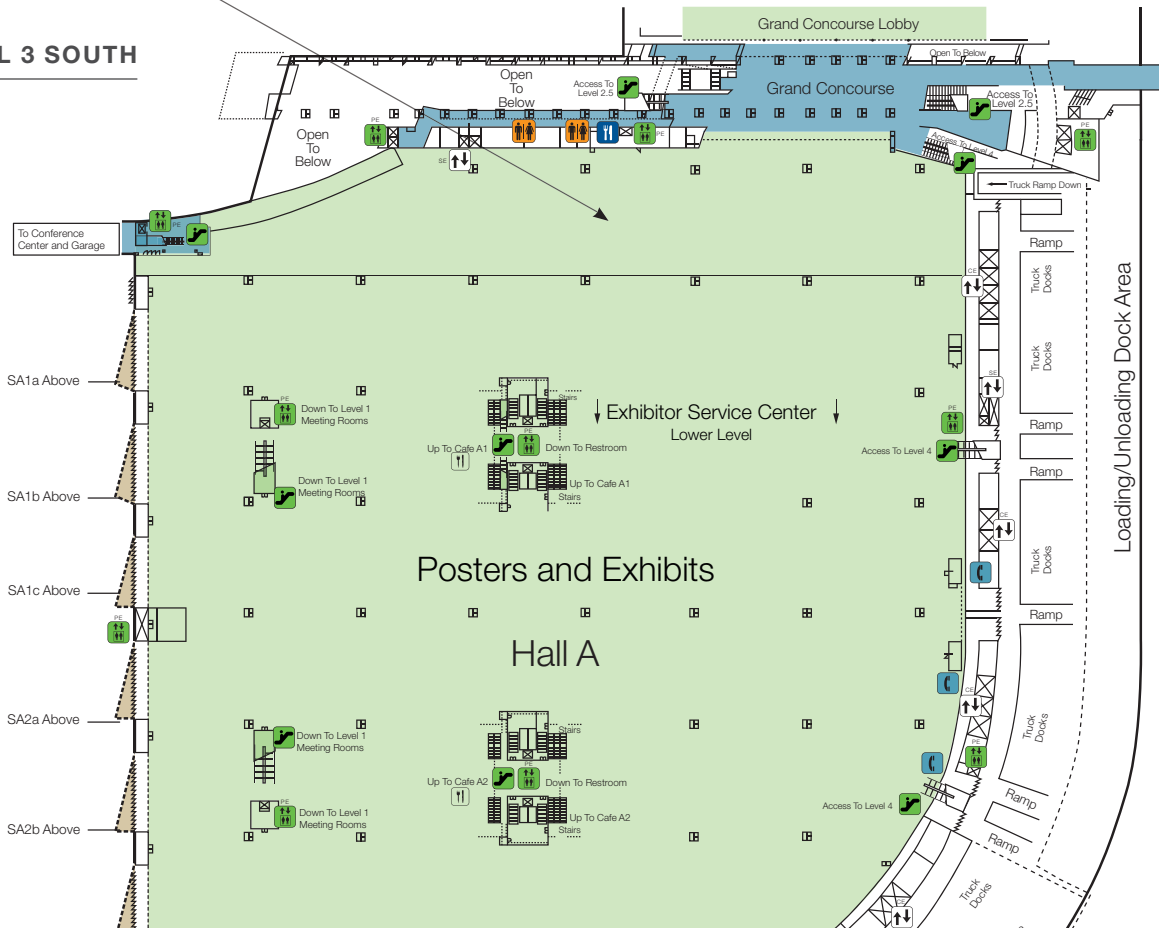 L 3 SOUTH
Grand Concourse Lobby
Open To Below
Open
To
Below
Access To
Level 2.5
Grand Concourse
Access To
Level 2.5
PE
PE
Open
To
Below
PE
SE
Access To Level 4
Truck Ramp Down
PE
To Conference
Center and Garage
Ramp
CE
Truck
Docks
Loading/Unloading Dock Area
Truck
Docks
SA1a Above
SE
PE
Down To Level 1
Meeting Rooms
Stairs
Exhibitor Service Center
Lower Level
PE
Ramp
PE
Up To Cafe A1
Down To Restroom
Access To Level 4
Ramp
Down To Level 1
Meeting Rooms
Up To Cafe A1
Stairs
SA1b Above
CE
Truck
Docks
Posters and Exhibits
SA1c Above
PE
Ramp
Hall A
CE
SA2a Above
Down To Level 1
Meeting Rooms
Stairs
Truck
Docks
PE
PE
Up To Cafe A2
Down To Restroom
Access To Level 4
Ramp
PE
Down To Level 1
Meeting Rooms
Up To Cafe A2
Stairs
SA2b Above
Ramp
Truck
Docks
CE